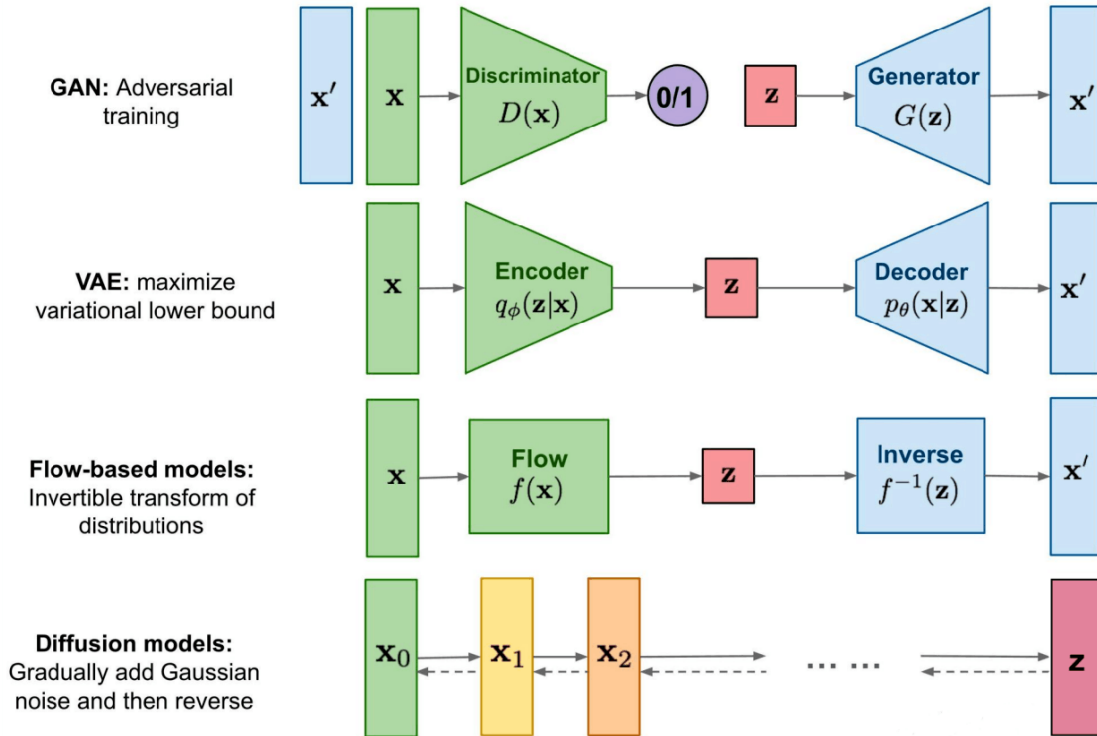 GAN: Adversarial
training
x′
x
Discriminator
D(x)
0/1
z
Generator
G(z)
x′
VAE: maximize
variational lower bound
x
Encoder
qϕ(z|x)
z
Decoder
pθ(x|z)
x′
Flow-based models:
Invertible transform of
distributions
x
Flow
f(x)
z
Inverse
f⁻¹(z)
x′
Diffusion models:
Gradually add Gaussian
noise and then reverse
x₀
x₁
x₂
... ...
z